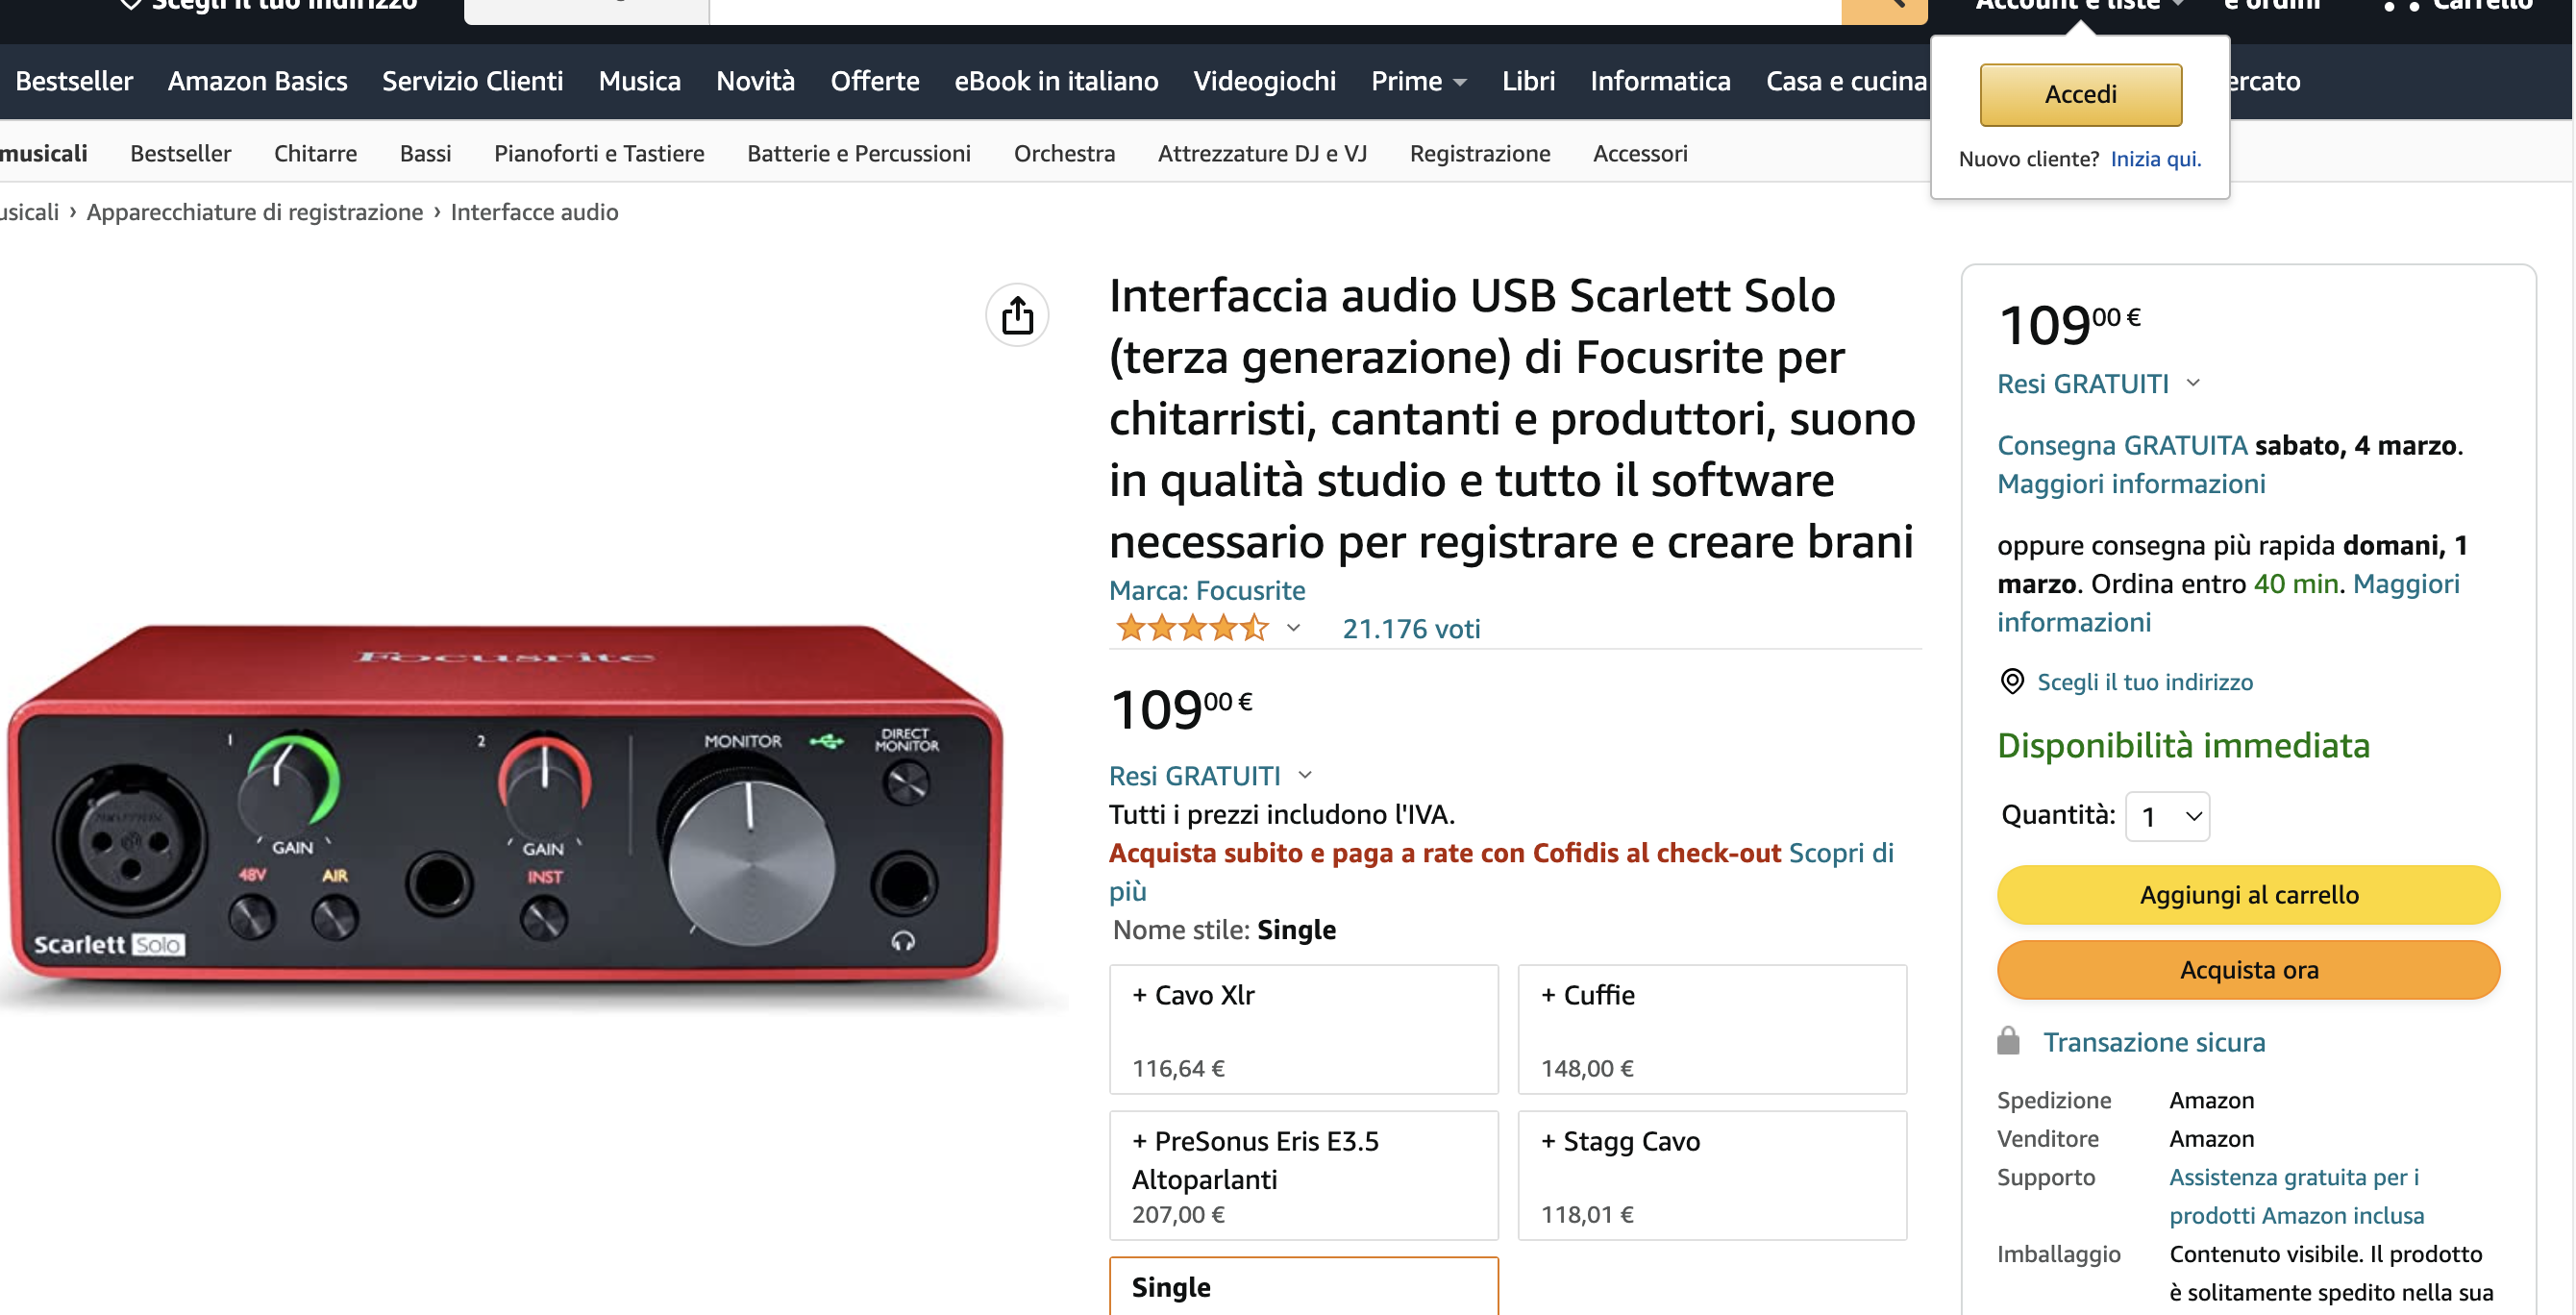 Scegli il tuo indirizzo
Account e liste
e ordini
Carrello
Bestseller Amazon Basics Servizio Clienti Musica Novità Offerte eBook in italiano Videogiochi Prime Libri Informatica Casa e cucina
Accedi
Nuovo cliente? Inizia qui.
musicali Bestseller Chitarre Bassi Pianoforti e Tastiere Batterie e Percussioni Orchestra Attrezzature DJ e VJ Registrazione Accessori
› Apparecchiature di registrazione › Interfacce audio
Focusrite
1
2
MONITOR
DIRECT
MONITOR
GAIN
GAIN
48V
AIR
INST
Scarlett Solo
Interfaccia audio USB Scarlett Solo
(terza generazione) di Focusrite per
chitarristi, cantanti e produttori, suono
in qualità studio e tutto il software
necessario per registrare e creare brani
Marca: Focusrite
21.176 voti
10900 €
Resi GRATUITI
Tutti i prezzi includono l'IVA.
Acquista subito e paga a rate con Cofidis al check-out Scopri di
più
Nome stile: Single
+ Cavo Xlr
116,64 €
+ Cuffie
148,00 €
+ PreSonus Eris E3.5
Altoparlanti
207,00 €
+ Stagg Cavo
118,01 €
Single
10900 €
Resi GRATUITI
Consegna GRATUITA sabato, 4 marzo.
Maggiori informazioni
oppure consegna più rapida domani, 1
marzo. Ordina entro 40 min. Maggiori
informazioni
Scegli il tuo indirizzo
Disponibilità immediata
Quantità: 1
Aggiungi al carrello
Acquista ora
Transazione sicura
Spedizione Amazon
Venditore Amazon
Supporto Assistenza gratuita per i
prodotti Amazon inclusa
Imballaggio Contenuto visibile. Il prodotto
è solitamente spedito nella sua